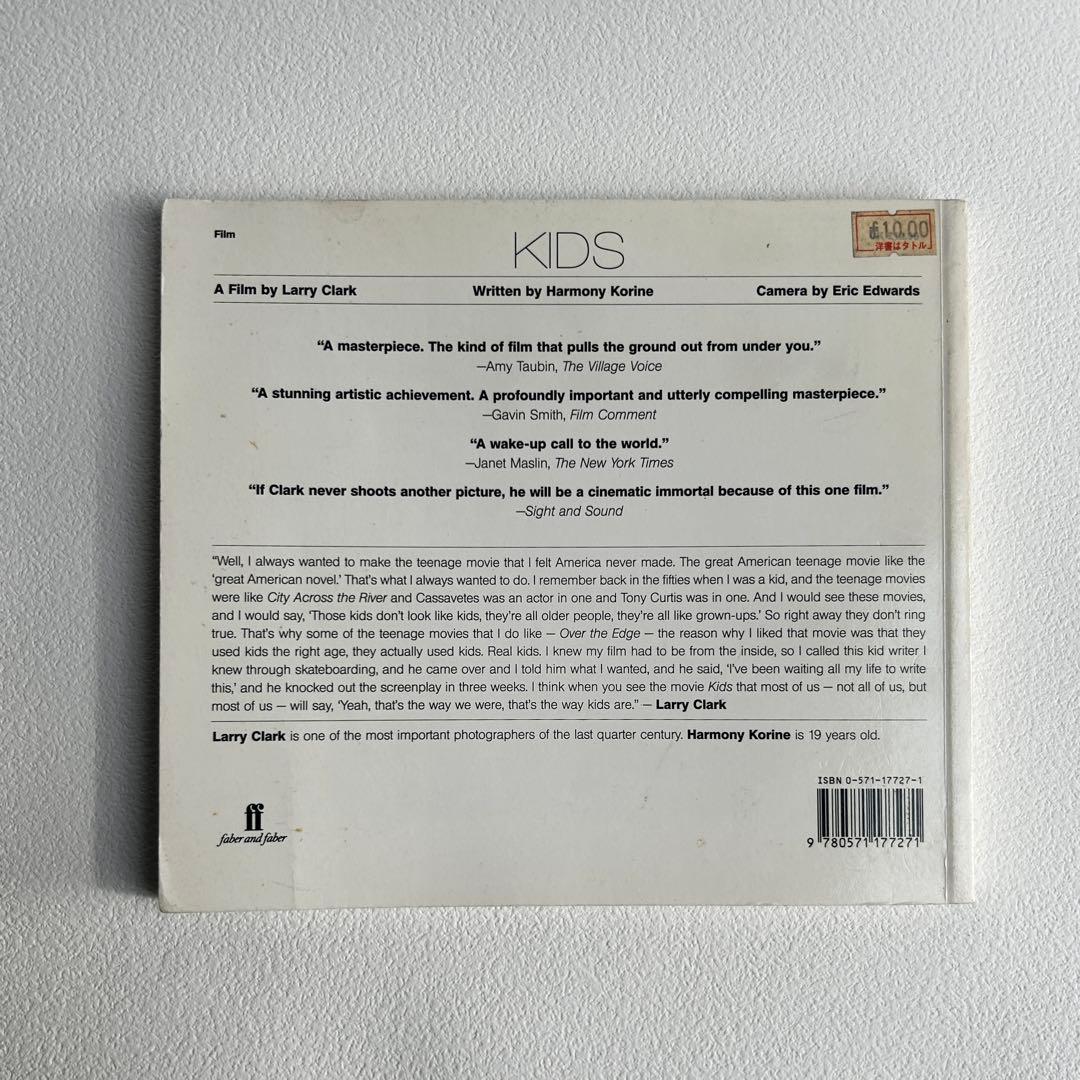 Film
KIDS
£10.00
洋書はタトル
A Film by Larry Clark
Written by Harmony Korine
Camera by Eric Edwards
“A masterpiece. The kind of film that pulls the ground out from under you.”
—Amy Taubin, The Village Voice
“A stunning artistic achievement. A profoundly important and utterly compelling masterpiece.”
—Gavin Smith, Film Comment
“A wake-up call to the world.”
—Janet Maslin, The New York Times
“If Clark never shoots another picture, he will be a cinematic immortal because of this one film.”
—Sight and Sound
“Well, I always wanted to make the teenage movie that I felt America never made. The great American teenage movie like the
‘great American novel.’ That’s what I always wanted to do. I remember back in the fifties when I was a kid, and the teenage movies
were like City Across the River and Cassavetes was an actor in one and Tony Curtis was in one. And I would see these movies,
and I would say, ‘Those kids don’t look like kids, they’re all older people, they’re all like grown-ups.’ So right away they don’t ring
true. That’s why some of the teenage movies that I do like — Over the Edge — the reason why I liked that movie was that they
used kids the right age, they actually used kids. Real kids. I knew my film had to be from the inside, so I called this kid writer I
knew through skateboarding, and he came over and I told him what I wanted, and he said, ‘I’ve been waiting all my life to write
this,’ and he knocked out the screenplay in three weeks. I think when you see the movie Kids that most of us — not all of us, but
most of us — will say, ‘Yeah, that’s the way we were, that’s the way kids are.” — Larry Clark
Larry Clark is one of the most important photographers of the last quarter century. Harmony Korine is 19 years old.
ff
faber and faber
ISBN 0-571-17727-1
9 780571 177271